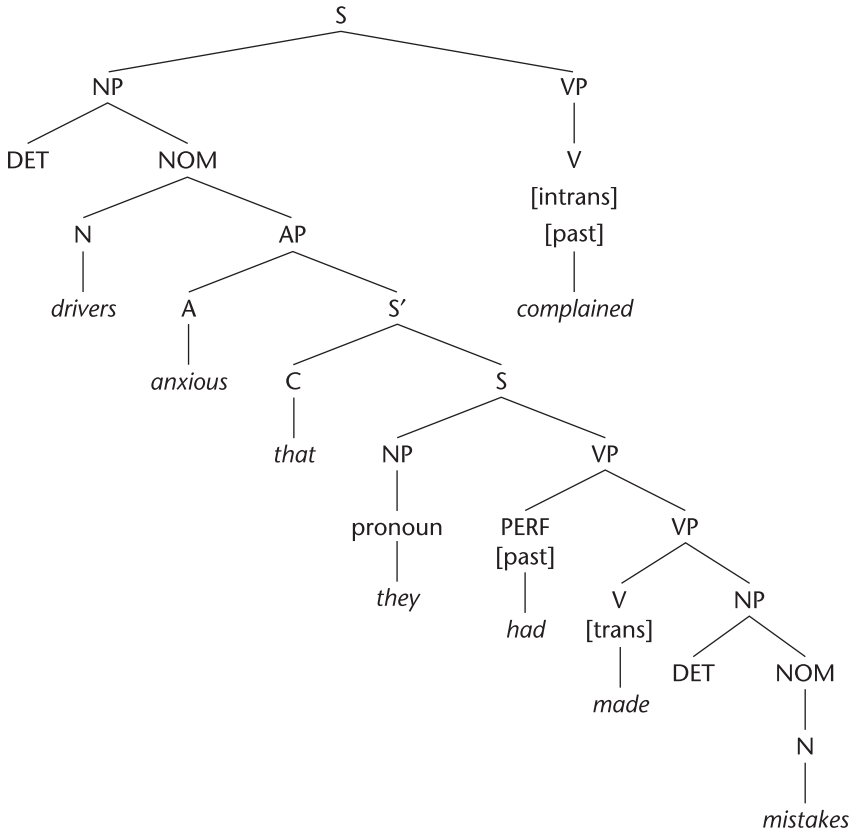 S
NP VP
DET NOM V
[intrans]
N AP [past]
drivers A S′ complained
anxious C S
that NP VP
pronoun PERF VP
[past]
they V NP
had [trans] DET NOM
made
N
mistakes